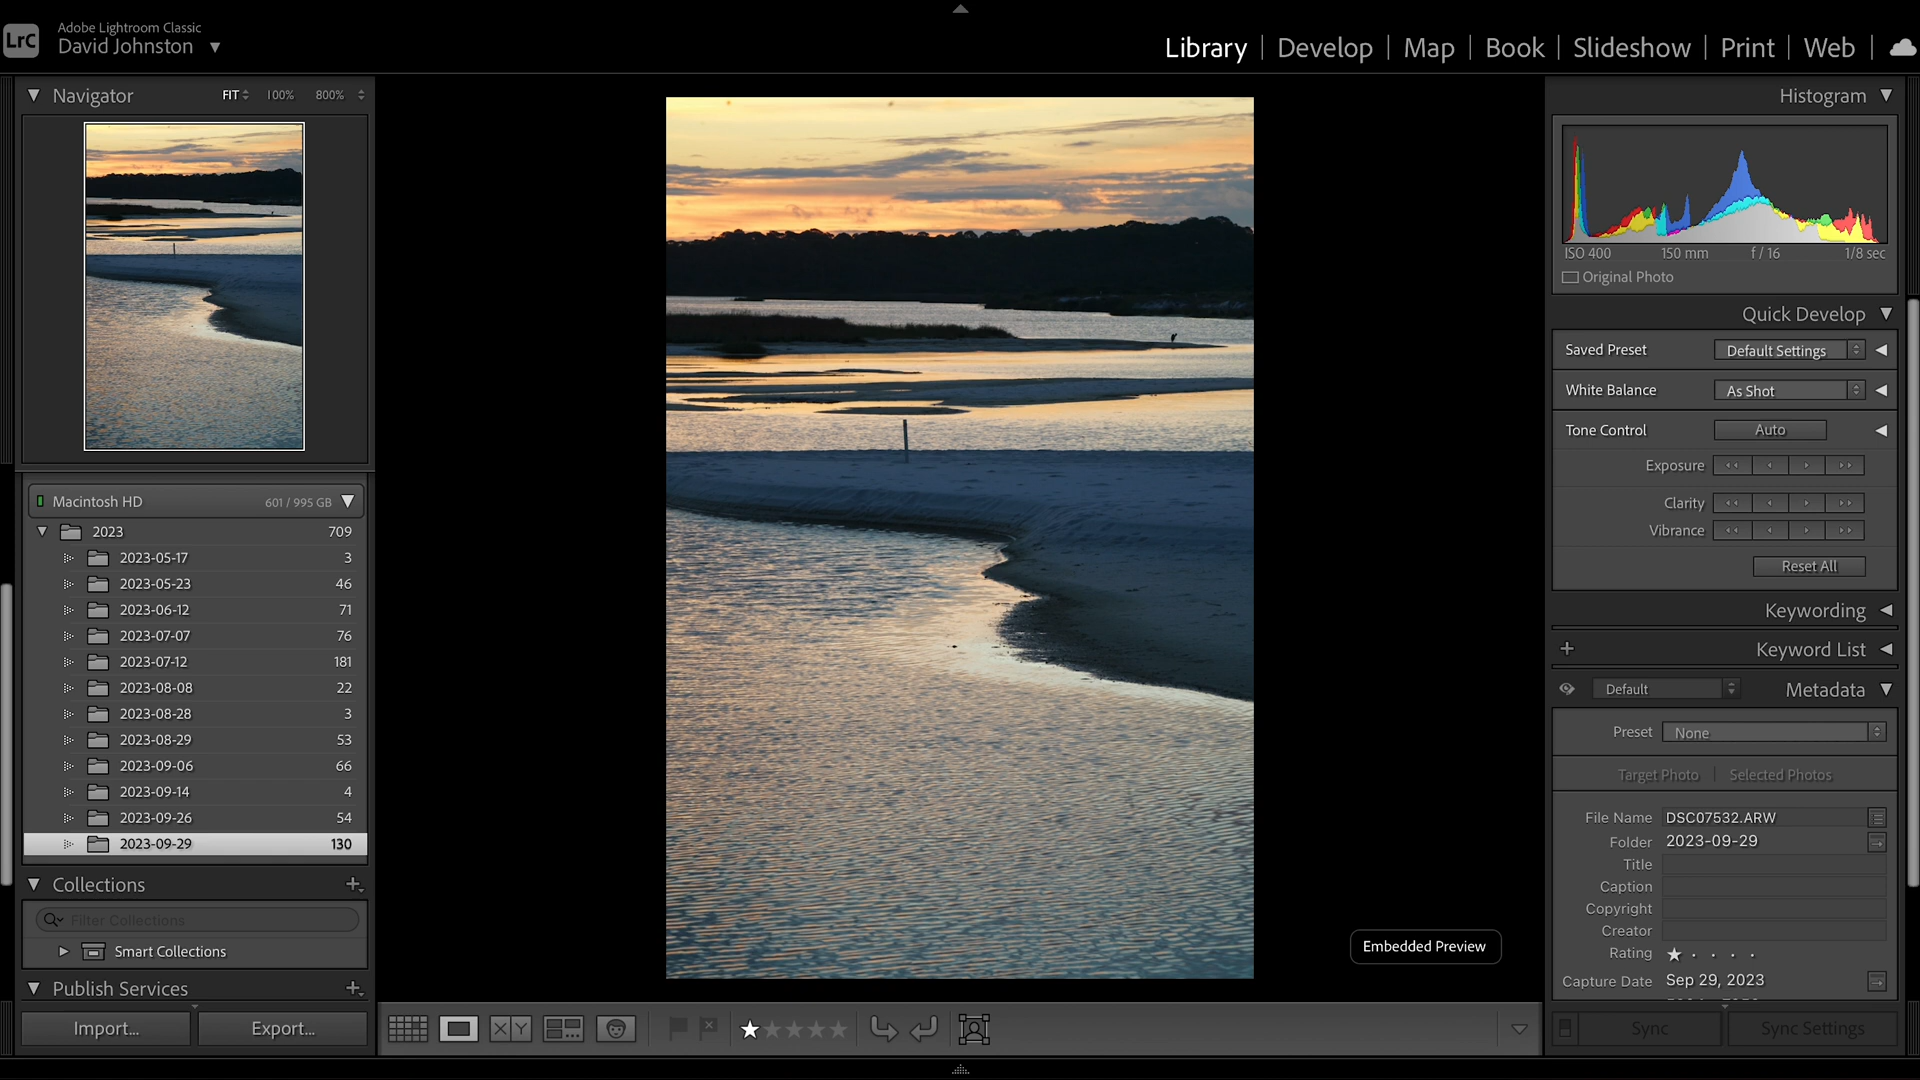 Adobe Lightroom Classic
LrC
David Johnston
Library | Develop | Map | Book | Slideshow | Print | Web |
Navigator FIT 100% 800%
Macintosh HD 601 / 995 GB
2023 709
2023-05-17 3
2023-05-23 46
2023-06-12 71
2023-07-07 76
2023-07-12 181
2023-08-08 22
2023-08-28 3
2023-08-29 53
2023-09-06 66
2023-09-14 4
2023-09-26 54
2023-09-29 130
Collections
Filter Collections
Smart Collections
Publish Services
Import... Export...
Embedded Preview
XY
Histogram
ISO 400 150 mm f / 16 1/8 sec
Original Photo
Quick Develop
Saved Preset Default Settings
White Balance As Shot
Tone Control Auto
Exposure
Clarity
Vibrance
Reset All
Keywording
Keyword List
Default Metadata
Preset None
Target Photo | Selected Photos
File Name DSC07532.ARW
Folder 2023-09-29
Title
Caption
Copyright
Creator
Rating
Capture Date Sep 29, 2023
Sync Sync Settings